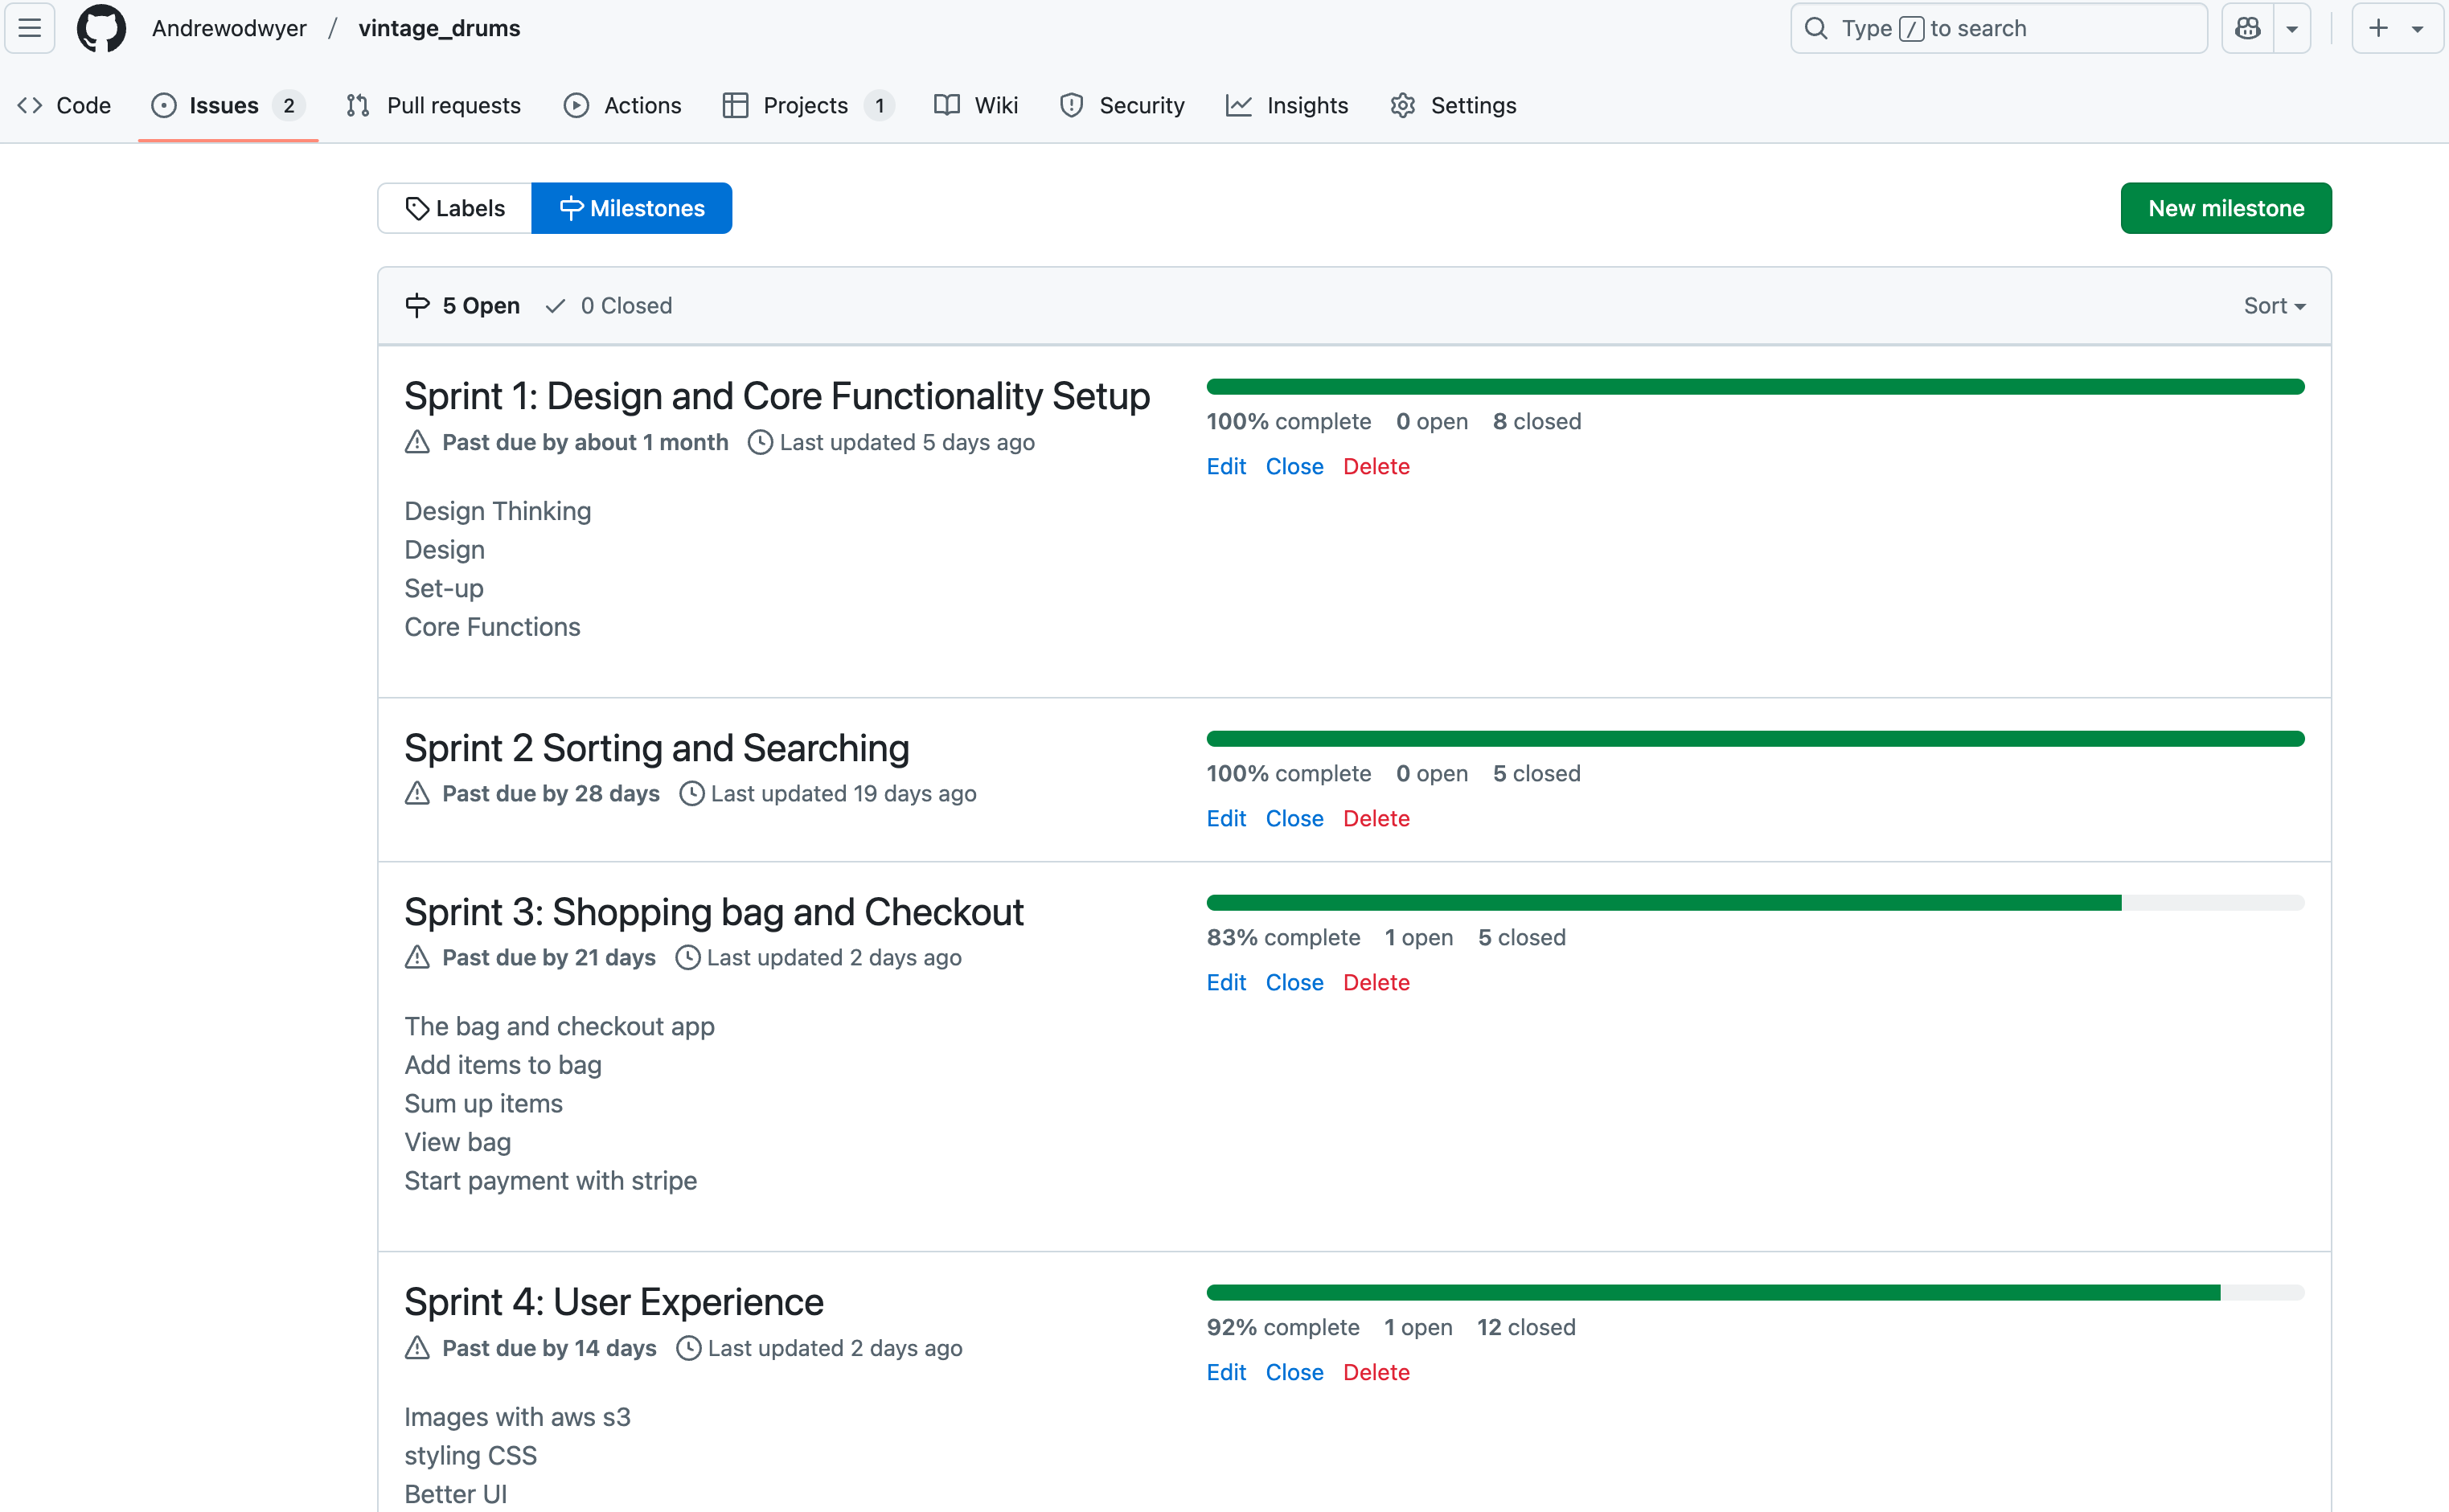 Andrewodwyer / vintage_drums
Type / to search
Code Issues 2 Pull requests Actions Projects 1 Wiki Security Insights Settings
Labels Milestones New milestone
5 Open 0 Closed Sort
Sprint 1: Design and Core Functionality Setup
Past due by about 1 month Last updated 5 days ago
100% complete 0 open 8 closed
Edit Close Delete
Design Thinking
Design
Set-up
Core Functions
Sprint 2 Sorting and Searching
Past due by 28 days Last updated 19 days ago
100% complete 0 open 5 closed
Edit Close Delete
Sprint 3: Shopping bag and Checkout
Past due by 21 days Last updated 2 days ago
83% complete 1 open 5 closed
Edit Close Delete
The bag and checkout app
Add items to bag
Sum up items
View bag
Start payment with stripe
Sprint 4: User Experience
Past due by 14 days Last updated 2 days ago
92% complete 1 open 12 closed
Edit Close Delete
Images with aws s3
styling CSS
Better UI